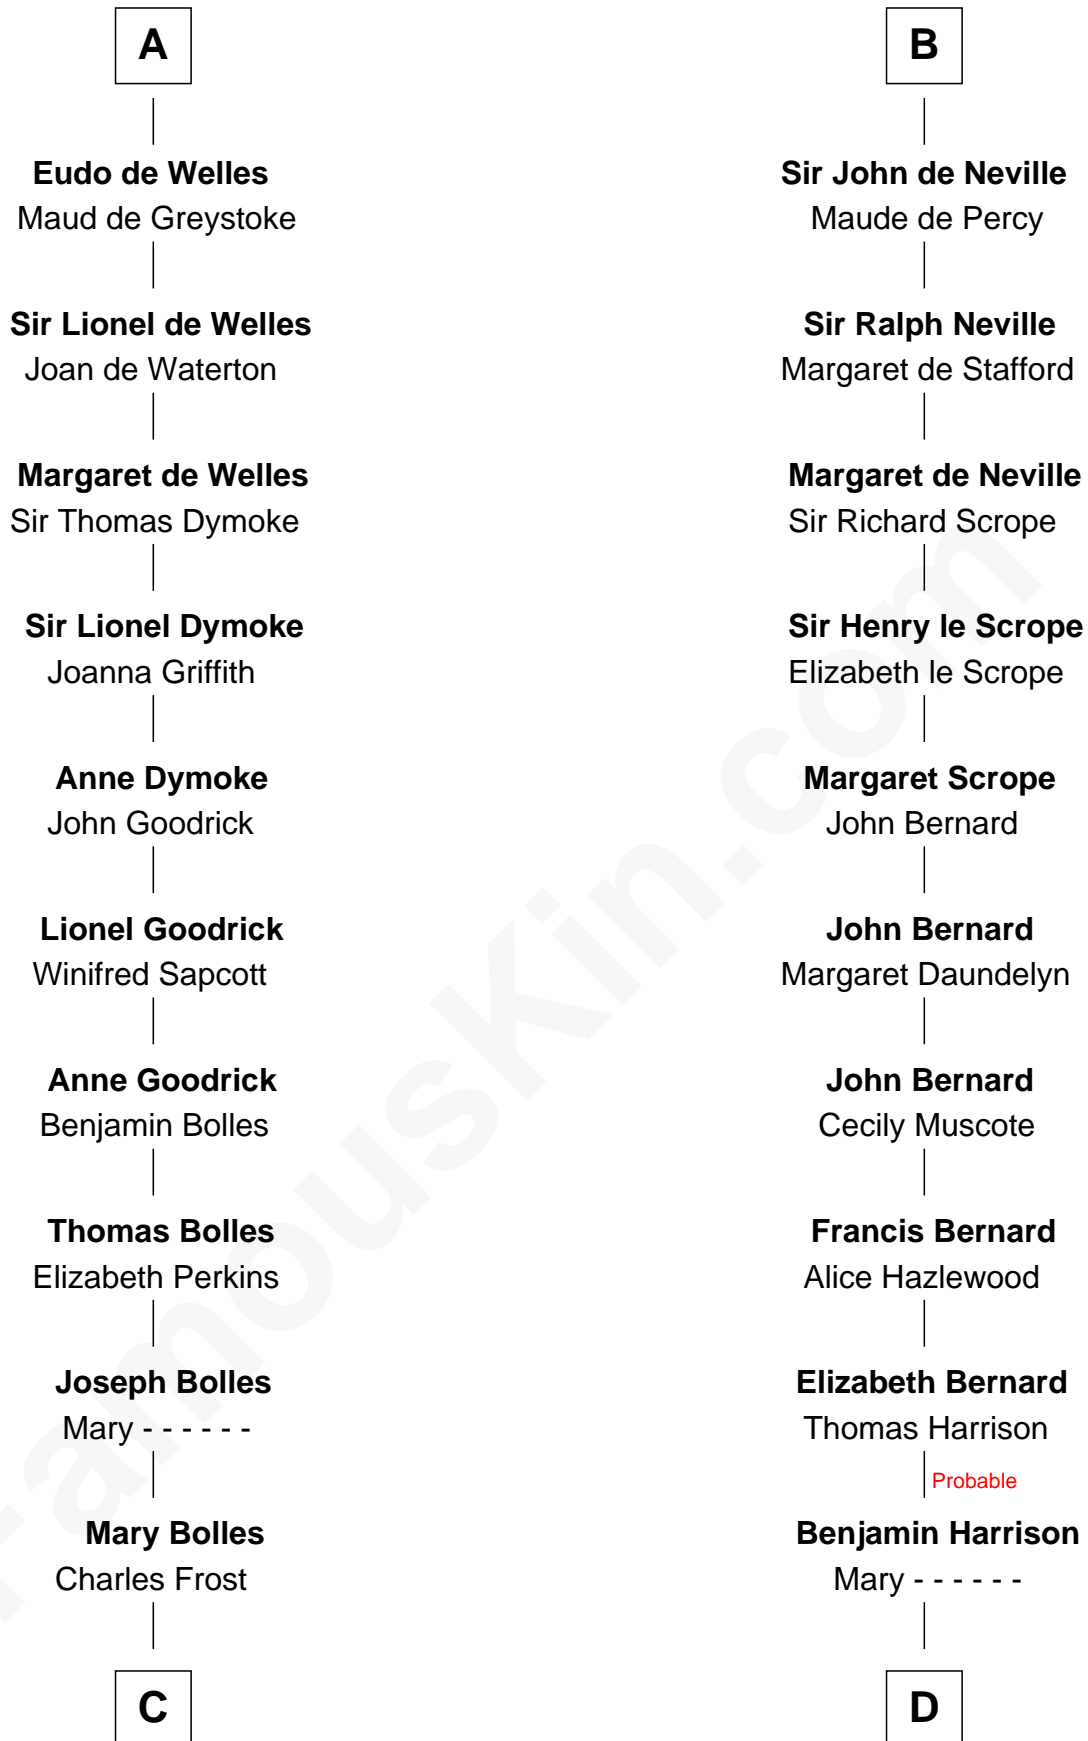 A
Eudo de Welles
Maud de Greystoke
Sir Lionel de Welles
Joan de Waterton
Margaret de Welles
Sir Thomas Dymoke
Sir Lionel Dymoke
Joanna Griffith
Anne Dymoke
John Goodrick
Lionel Goodrick
Winifred Sapcott
Anne Goodrick
Benjamin Bolles
Thomas Bolles
Elizabeth Perkins
Joseph Bolles
Mary - - - - - -
Mary Bolles
Charles Frost
C
B
Sir John de Neville
Maude de Percy
Sir Ralph Neville
Margaret de Stafford
Margaret de Neville
Sir Richard Scrope
Sir Henry le Scrope
Elizabeth le Scrope
Margaret Scrope
John Bernard
John Bernard
Margaret Daundelyn
John Bernard
Cecily Muscote
Francis Bernard
Alice Hazlewood
Elizabeth Bernard
Thomas Harrison
Probable
Benjamin Harrison
Mary - - - - - -
D
FamousKin.com